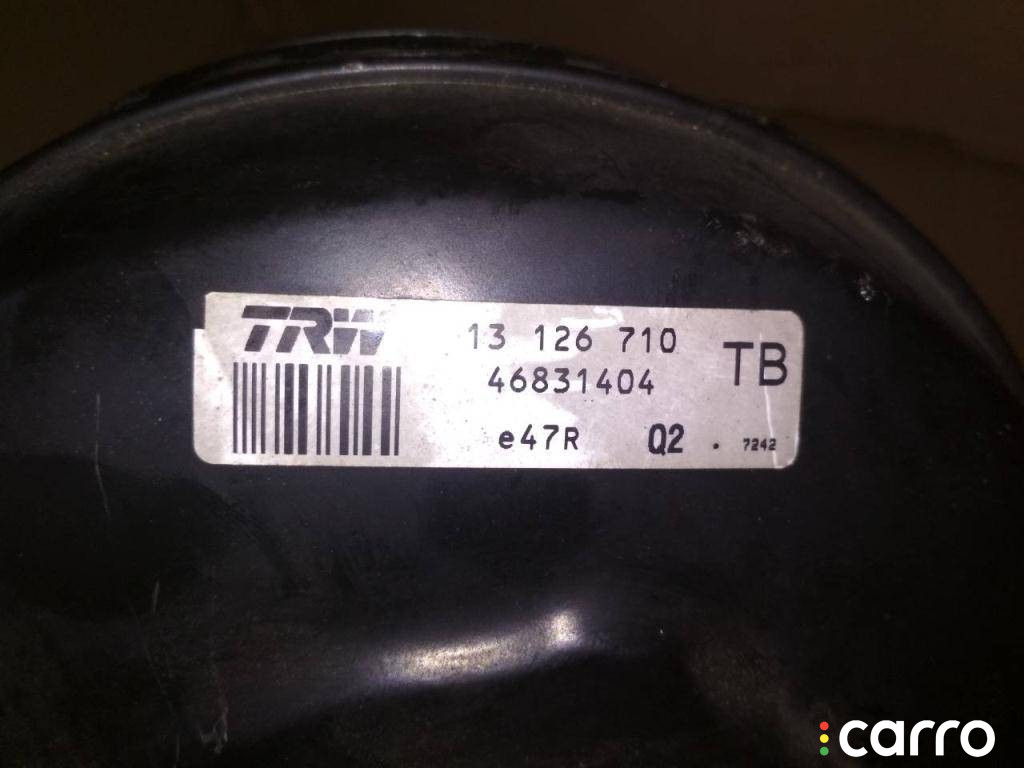 TRW
13 126 710
46831404
TB
e47R Q2 . 7242
carro